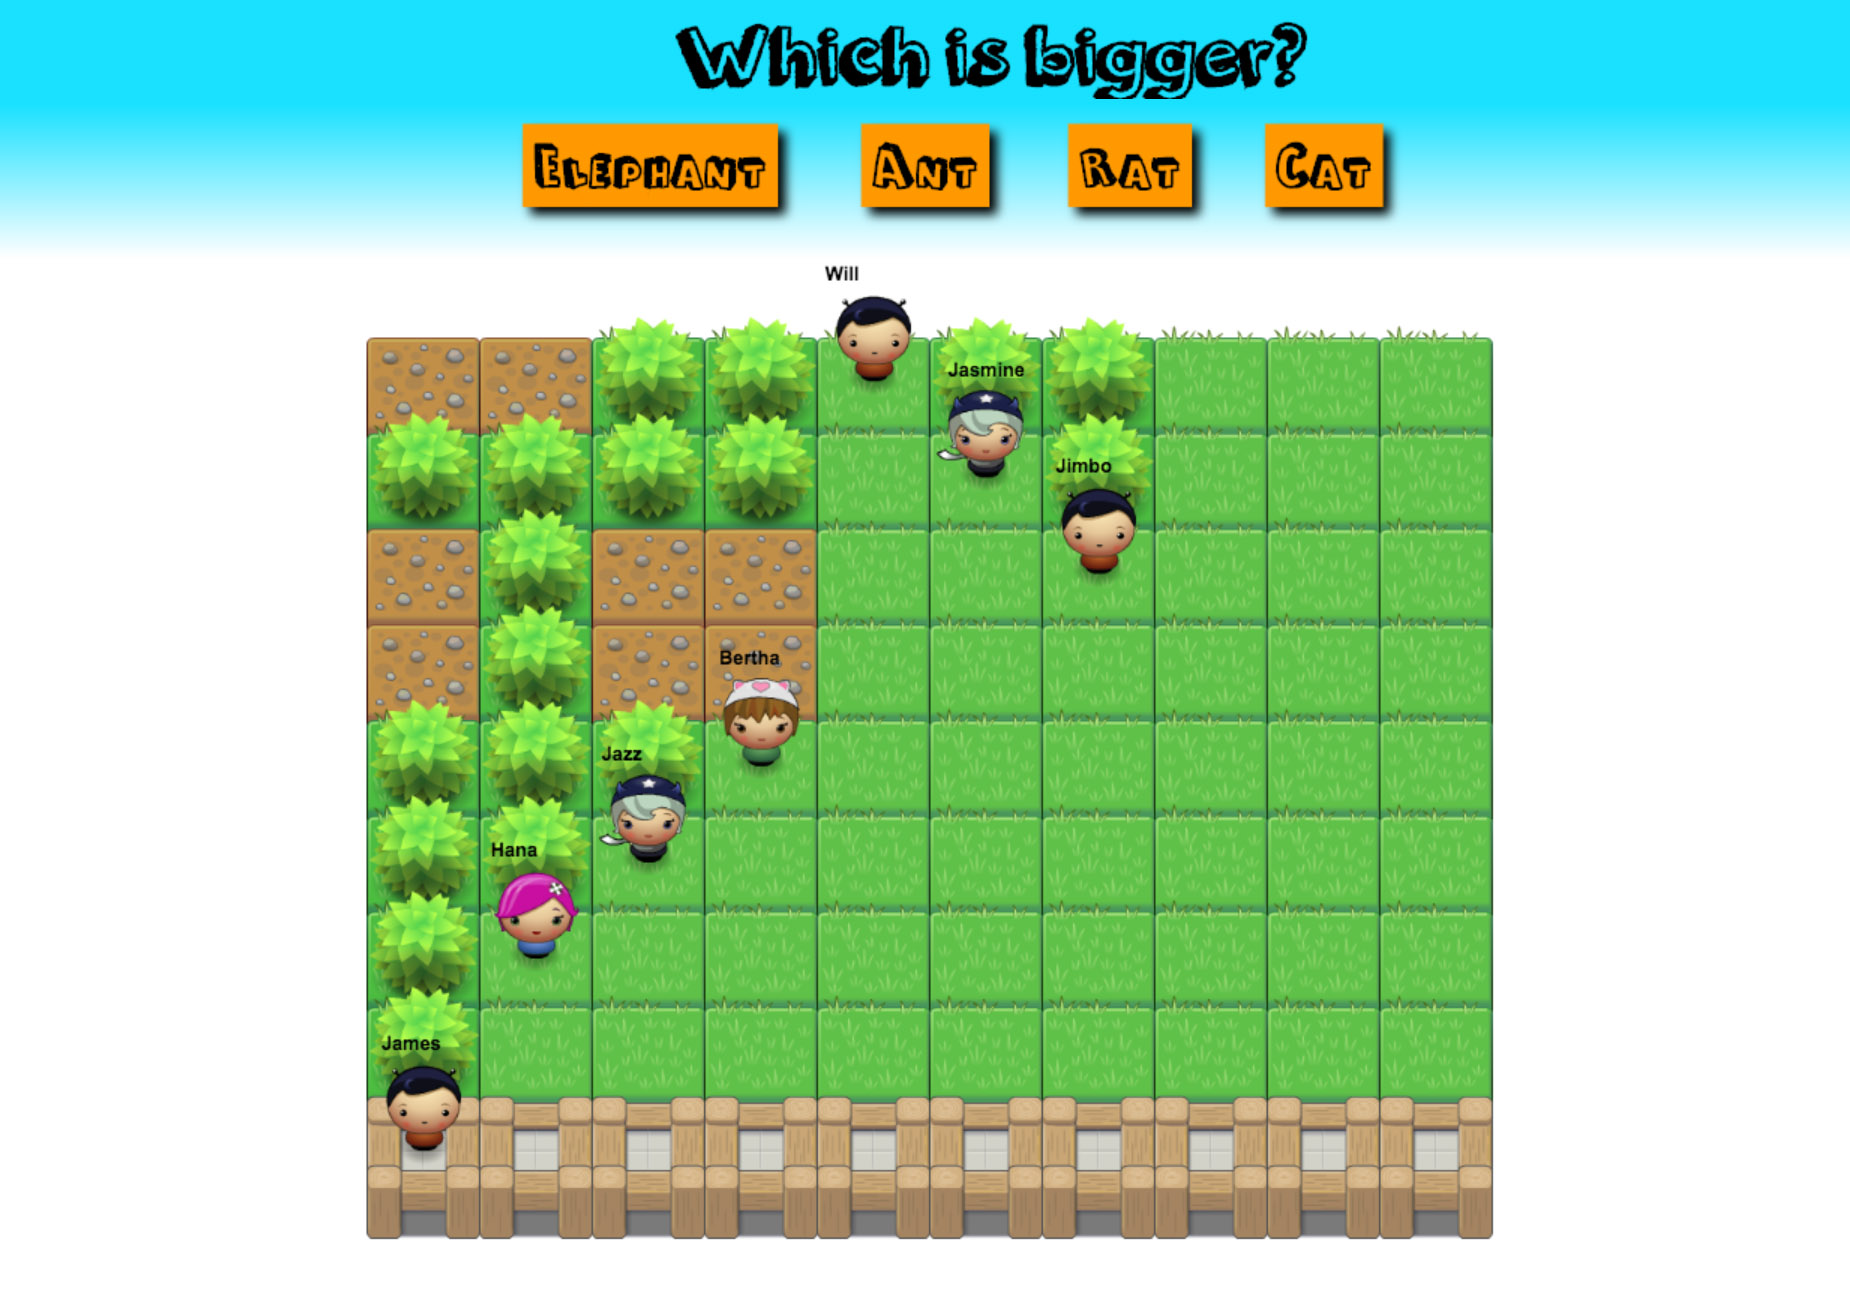 Which is bigger?
Elephant Ant Rat Cat
Will
Jasmine
Jimbo
Bertha
Jazz
Hana
James